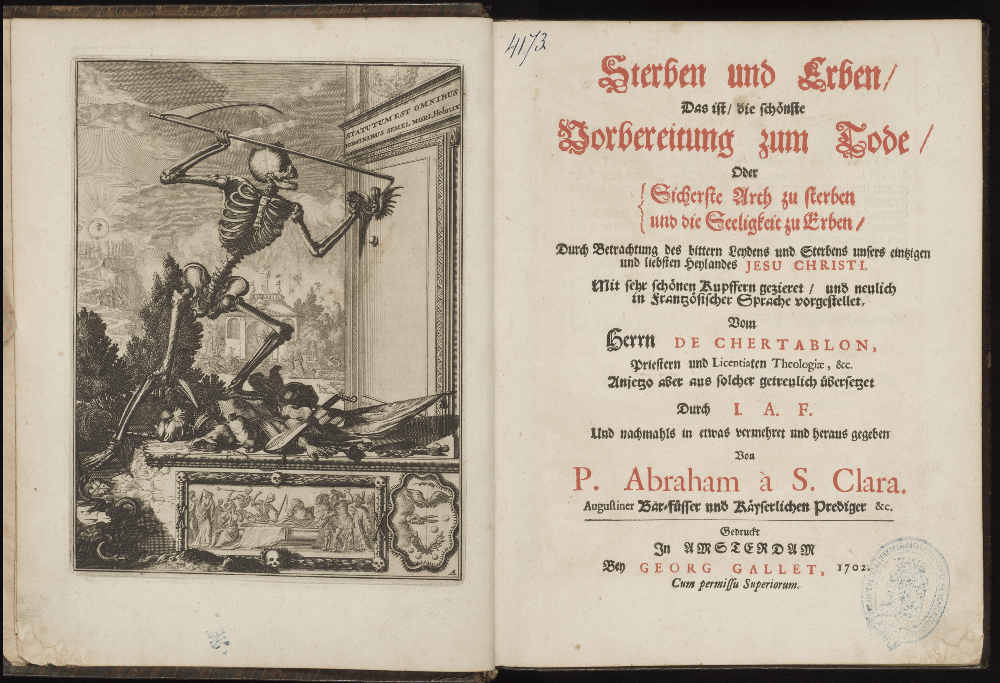 STATUTUM EST OMNIBUS
HOMINIBUS SEMEL MORI. Hebr. IX
A
4173
Sterben und Erben/
Das ist/ die schönste
Vorbereitung zum Tode/
Oder
Sicherste Arth zu sterben
und die Seeligkeit zu Erben/
Durch Betrachtung des bittern Leydens und Sterbens unsers eintzigen
und liebsten Heylandes JESU CHRISTI.
Mit sehr schönen Kupffern gezieret / und neulich
in Frantzösischer Sprache vorgestellet,
Vom
Herrn DE CHERTABLON,
Priestern und Licentiaten Theologiæ, &c.
Anjetzo aber aus solcher getreulich übersetzet
Durch I. A. F.
Und nachmahls in etwas vermehret und heraus gegeben
Von
P. Abraham à S. Clara.
Augustiner Bar-füsser und Käyserlichen Prediger &c.
Gedruckt
In AMSTERDAM
Bey GEORG GALLET, 1702.
Cum permissu Superiorum.